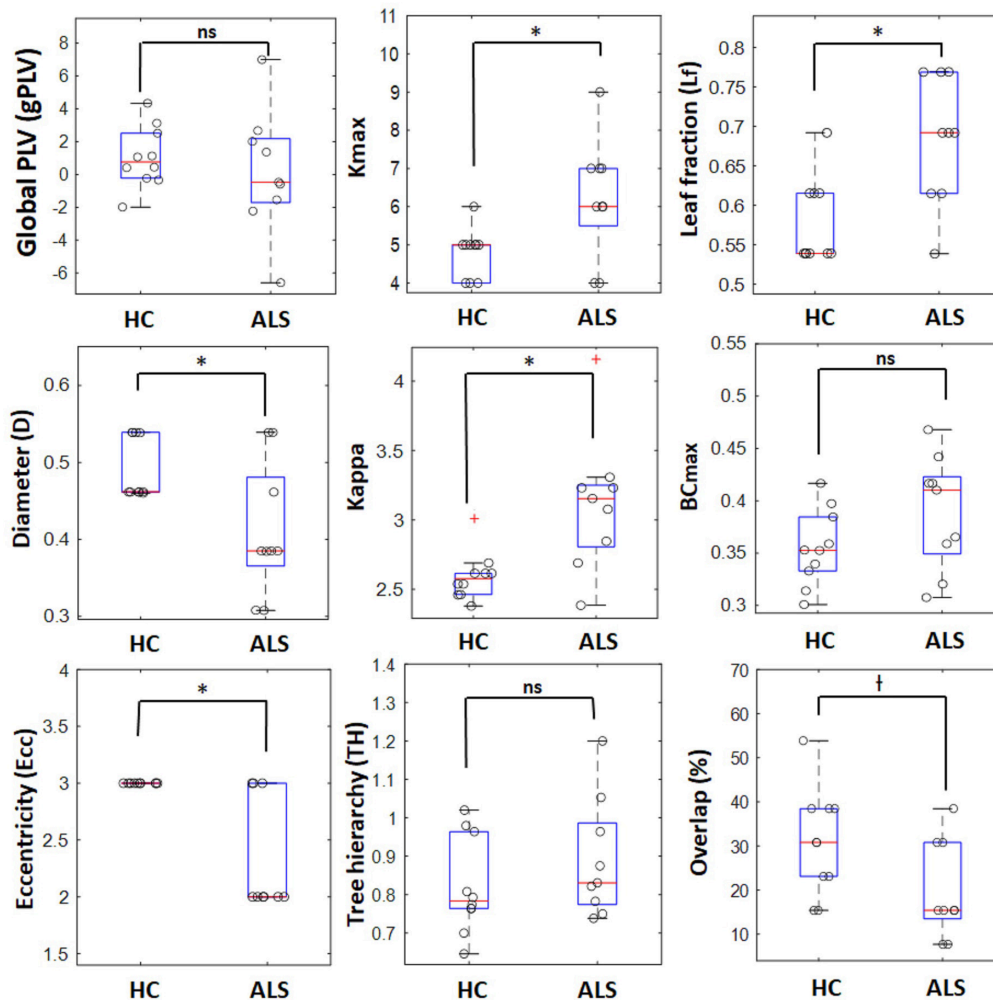 Global PLV (gPLV)
8
6
4
2
0
-2
-4
-6
ns
HC ALS
Kmax
11
10
9
8
7
6
5
4
*
HC ALS
Leaf fraction (Lf)
0.8
0.75
0.7
0.65
0.6
0.55
0.5
*
HC ALS
Diameter (D)
0.6
0.5
0.4
0.3
*
HC ALS
Kappa
4
3.5
3
2.5
*
HC ALS
BCmax
0.55
0.5
0.45
0.4
0.35
0.3
ns
HC ALS
Eccentricity (Ecc)
4
3.5
3
2.5
2
1.5
*
HC ALS
Tree hierarchy (TH)
1.4
1.3
1.2
1.1
1
0.9
0.8
0.7
ns
HC ALS
Overlap (%)
70
60
50
40
30
20
10
ƚ
HC ALS